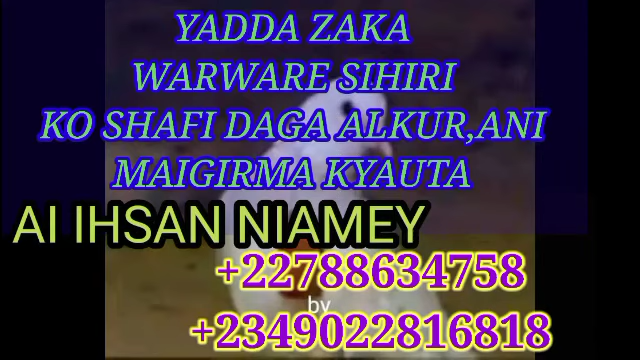 YADDA ZAKA
WARWARE SIHIRI
KO SHAFI DAGA ALKUR,ANI
MAIGIRMA KYAUTA
AI IHSAN NIAMEY
+22788634758
by
+2349022816818